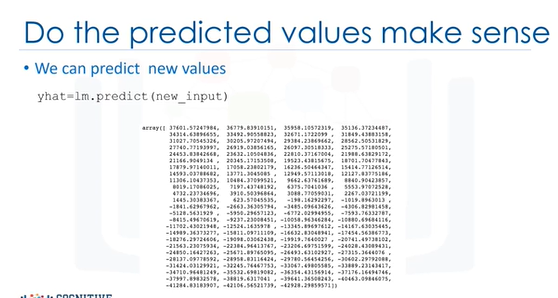 Do the predicted values make sense
• We can predict new values
yhat=lm.predict(new_input)
array([ 37601.57247984, 36779.83910151, 35958.10572319, 35136.37234487,
34314.63896655, 33492.90558823, 32671.1722099 , 31849.43883158,
31027.70545326, 30205.97207494, 29384.23869662, 28562.50531829,
27740.77193997, 26919.03856165, 26097.30518333, 25275.57180501,
24453.83842668, 23632.10504836, 22810.37167004, 21988.63829172,
21166.9049134 , 20345.17153508, 19523.43815675, 18701.70477843,
17879.97140011, 17058.23802179, 16236.50464347, 15414.77126514,
14593.03788682, 13771.3045085 , 12949.57113018, 12127.83775186,
11306.10437353, 10484.37099521, 9662.63761689, 8840.90423857,
8019.17086025, 7197.43748192, 6375.7041036 , 5553.97072528,
4732.23734696, 3910.50396864, 3088.77059031, 2267.03721199,
1445.30383367, 623.57045535, -198.16292297, -1019.8963013 ,
-1841.62967962, -2663.36305794, -3485.09643626, -4306.82981458,
-5128.5631929 , -5950.29657123, -6772.02994955, -7593.76332787,
-8415.49670619, -9237.23008451, -10058.96346284, -10880.69684116,
-11702.43021948, -12524.1635978 , -13345.89697612, -14167.63035445,
-14989.36373277, -15811.09711109, -16632.83048941, -17454.56386773,
-18276.29724606, -19098.03062438, -19919.7640027 , -20741.49738102,
-21563.23075934, -22384.96413767, -23206.69751599, -24028.43089431,
-24850.16427263, -25671.89765095, -26493.63102927, -27315.3644076 ,
-28137.09778592, -28958.83116424, -29780.56454256, -30602.29792088,
-31424.03129921, -32245.76467753, -33067.49805585, -33889.23143417,
-34710.96481249, -35532.69819082, -36354.43156914, -37176.16494746,
-37997.89832578, -38819.6317041 , -39641.36508243, -40463.09846075,
-41284.83183907, -42106.56521739, -42928.29859571])
COGNITIVE